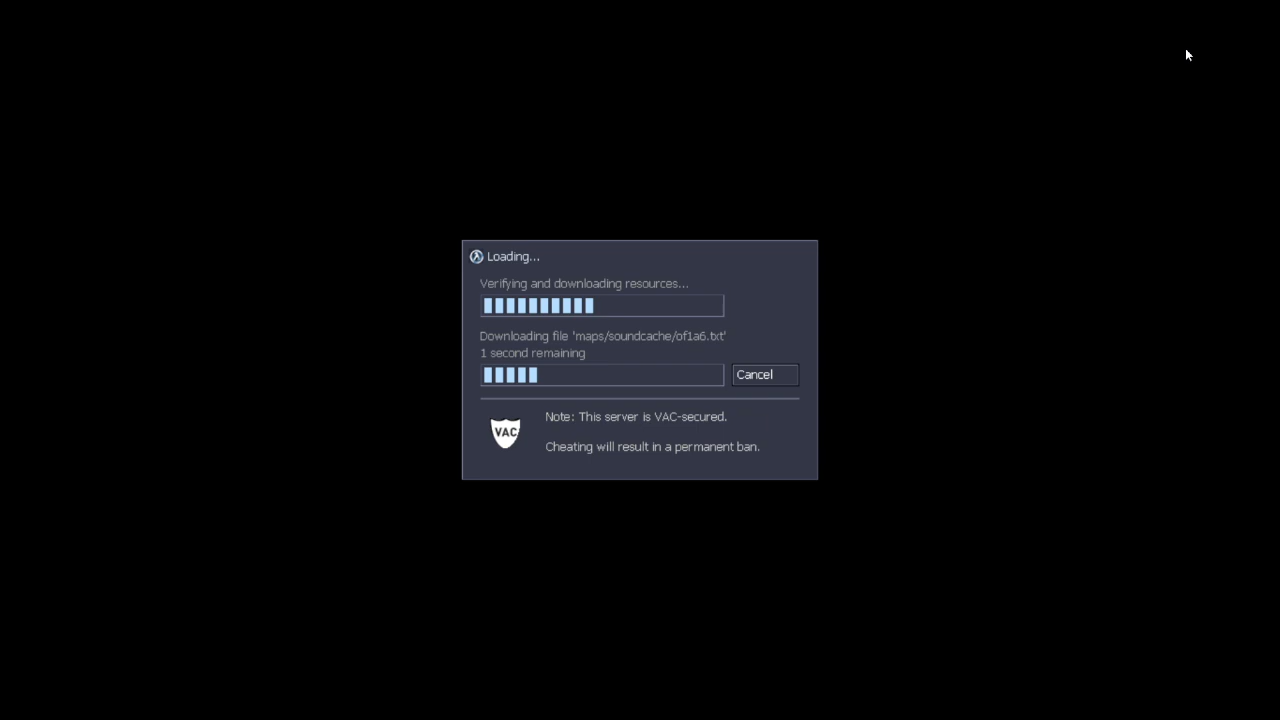 Loading...
Verifying and downloading resources...
Downloading file 'maps/soundcache/of1a6.txt'
1 second remaining
Cancel
VAC
Note: This server is VAC-secured.
Cheating will result in a permanent ban.